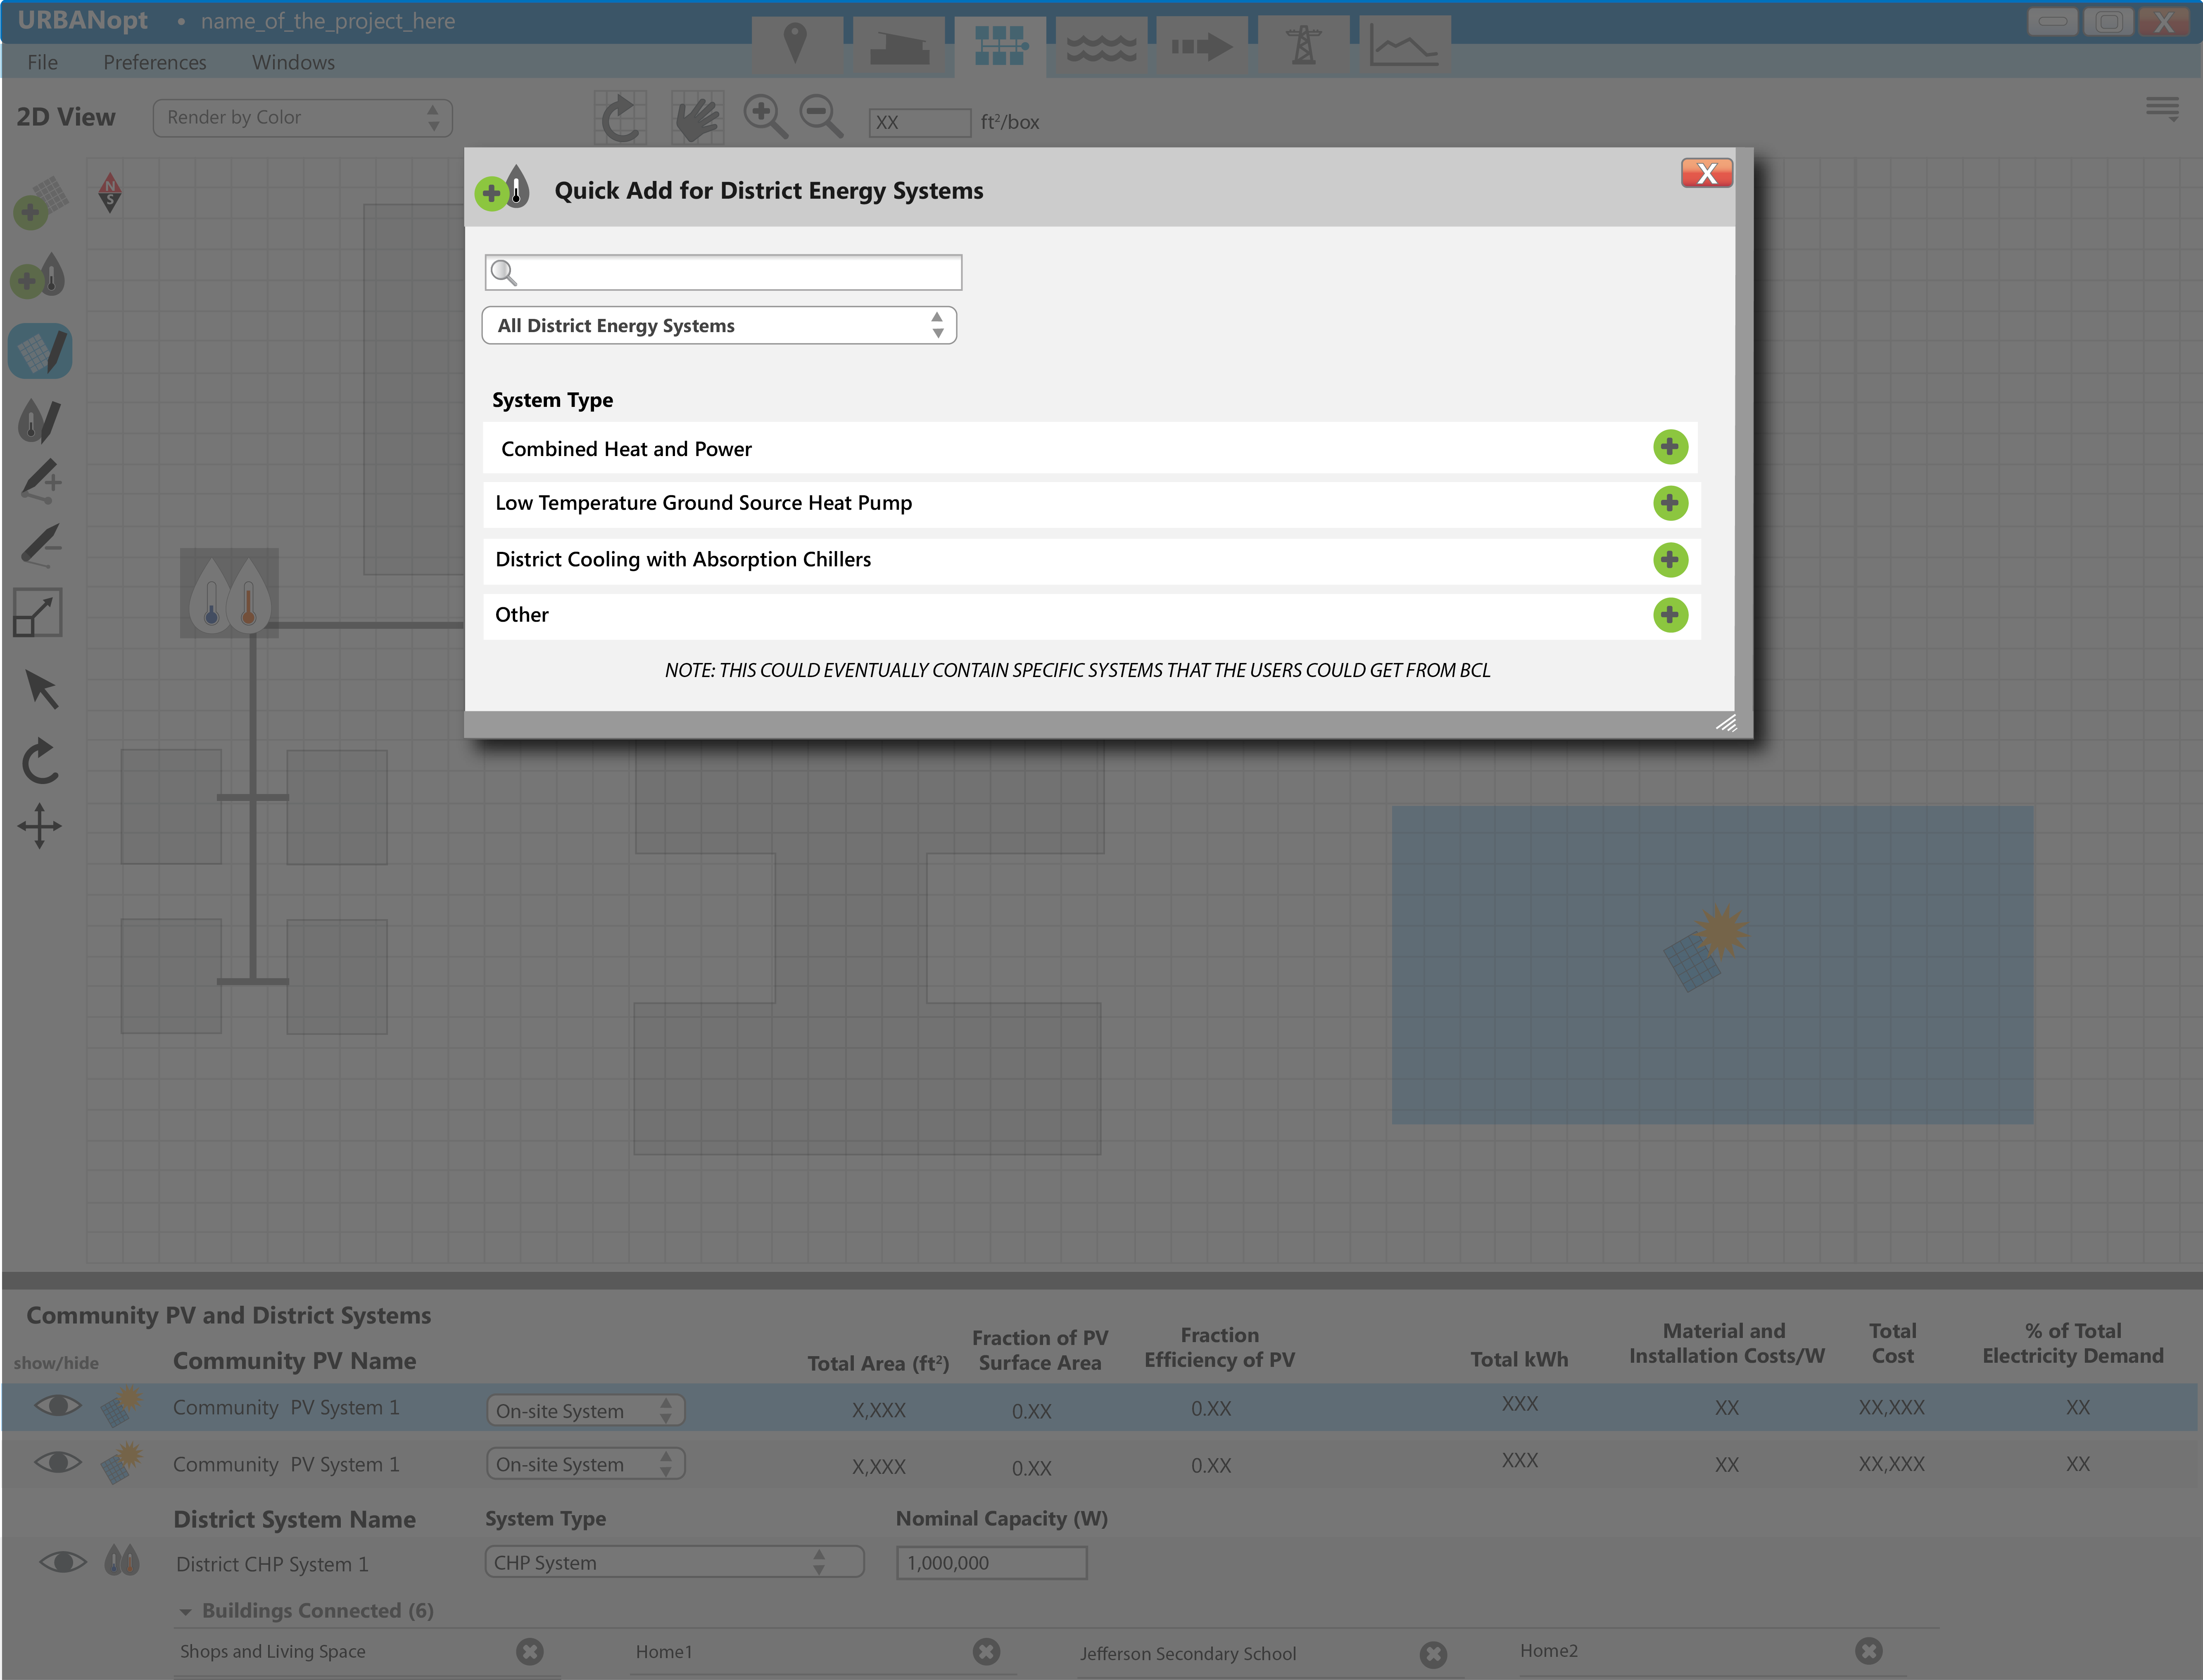 URBANopt • name_of_the_project_here
File Preferences Windows
2D View Render by Color XX ft²/box
N
S
Quick Add for District Energy Systems X
All District Energy Systems
System Type
Combined Heat and Power
Low Temperature Ground Source Heat Pump
District Cooling with Absorption Chillers
Other
NOTE: THIS COULD EVENTUALLY CONTAIN SPECIFIC SYSTEMS THAT THE USERS COULD GET FROM BCL
Community PV and District Systems
show/hide Community PV Name Total Area (ft²) Fraction of PV Surface Area Fraction Efficiency of PV Total kWh Material and Installation Costs/W Total Cost % of Total Electricity Demand
Community PV System 1 On-site System X,XXX 0.XX 0.XX XXX XX XX,XXX XX
Community PV System 1 On-site System X,XXX 0.XX 0.XX XXX XX XX,XXX XX
District System Name System Type Nominal Capacity (W)
District CHP System 1 CHP System 1,000,000
Buildings Connected (6)
Shops and Living Space Home1 Jefferson Secondary School Home2